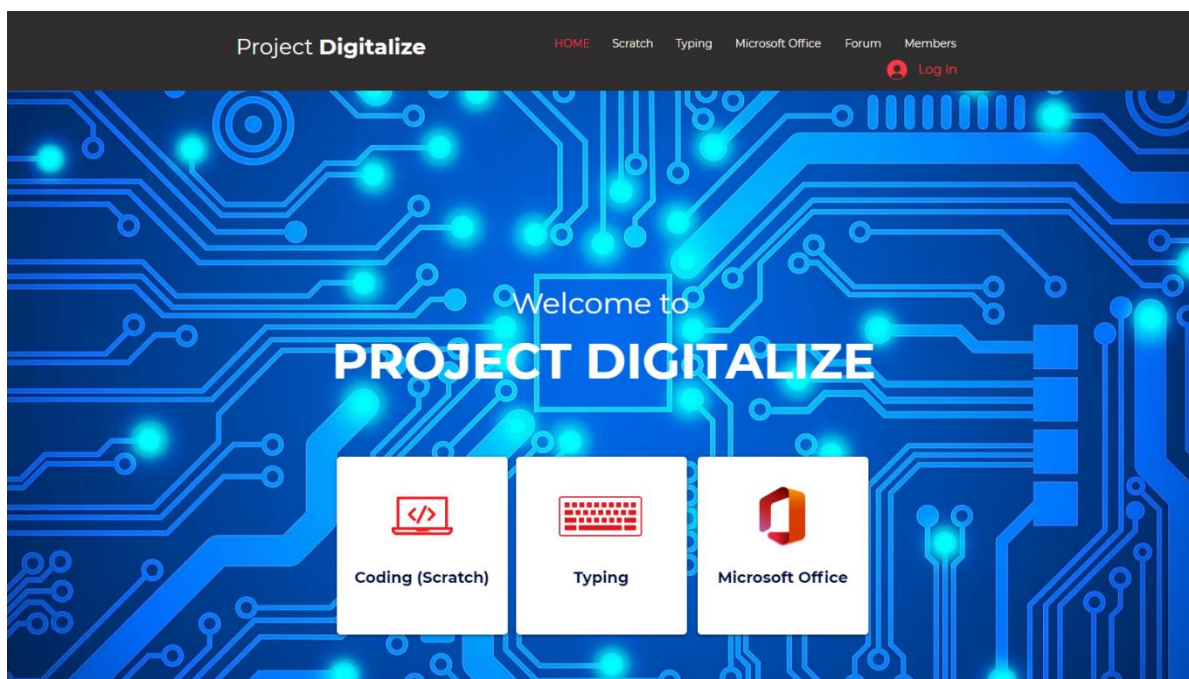 Project Digitalize
HOME Scratch Typing Microsoft Office Forum Members
Log In
Welcome to
PROJECT DIGITALIZE
</>
Coding (Scratch)
Typing
Microsoft Office